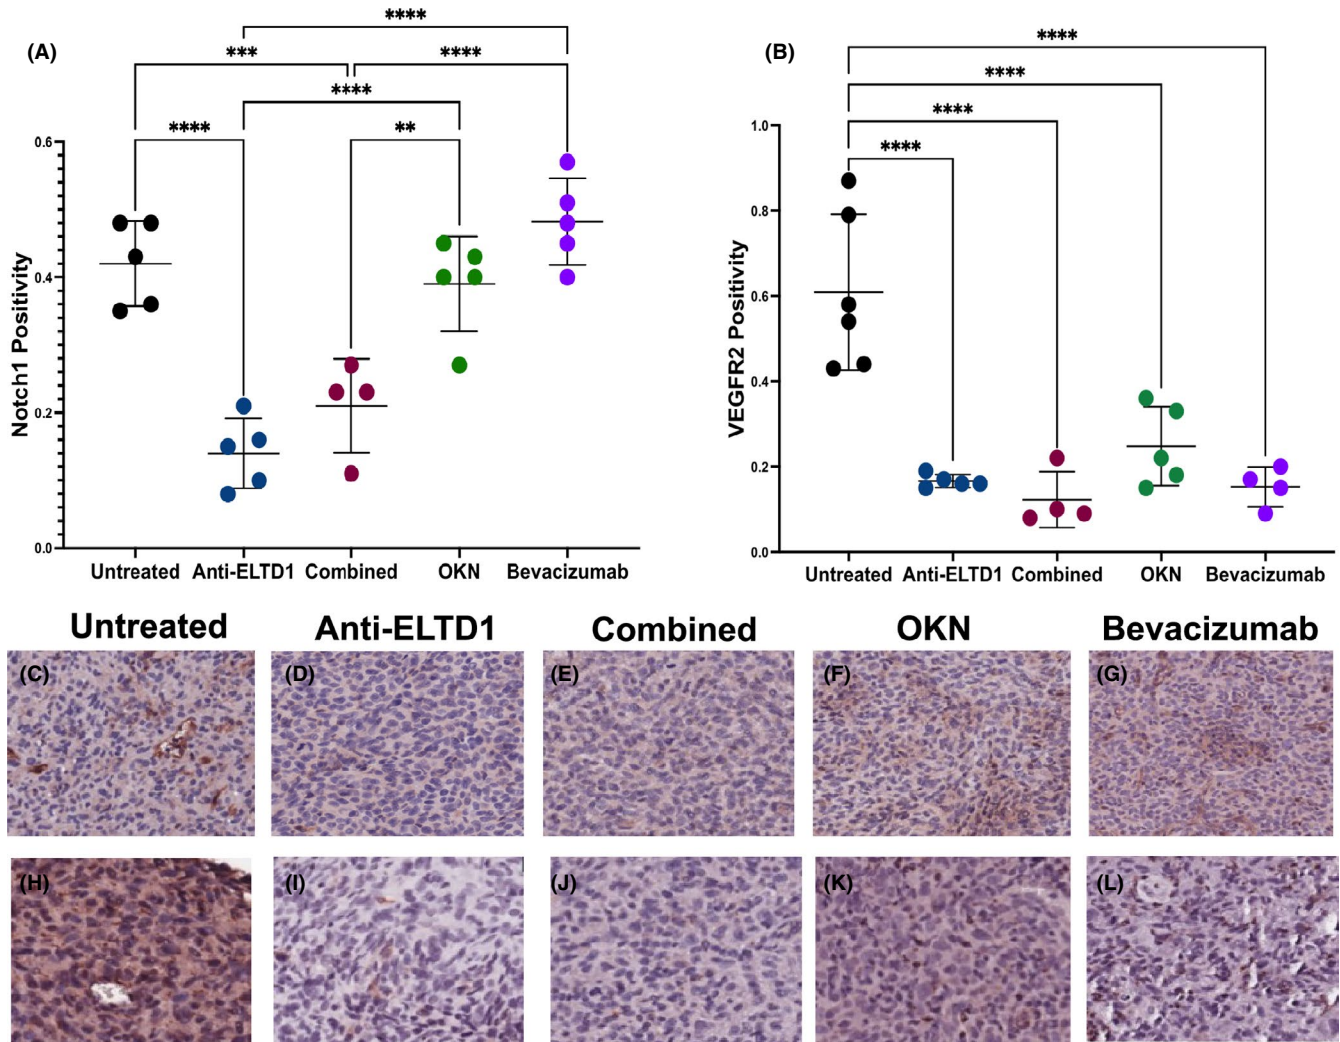 (A)
****
***
****
****
****
**
Notch1 Positivity
0.6
0.4
0.2
0.0
Untreated Anti-ELTD1 Combined OKN Bevacizumab
(B)
****
****
****
****
VEGFR2 Positivity
1.0
0.8
0.6
0.4
0.2
0.0
Untreated Anti-ELTD1 Combined OKN Bevacizumab
Untreated Anti-ELTD1 Combined OKN Bevacizumab
(C) (D) (E) (F) (G)
(H) (I) (J) (K) (L)